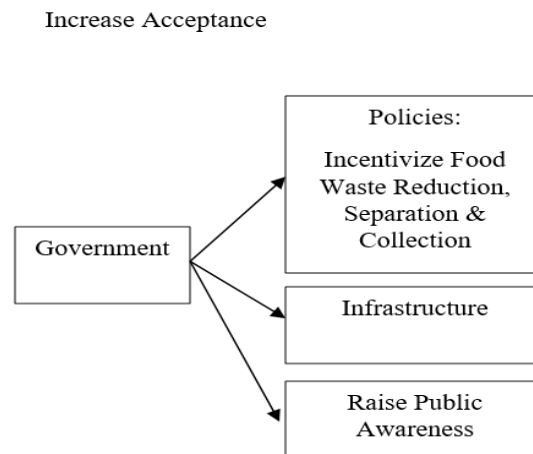 Increase Acceptance
Policies:
Incentivize Food
Waste Reduction,
Separation &
Collection
Government
Infrastructure
Raise Public
Awareness